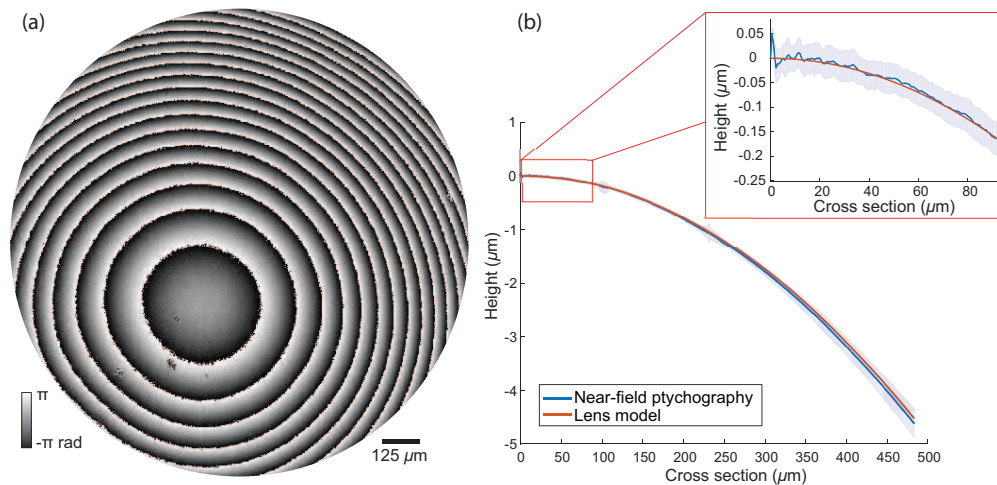 (a)
π
-π rad
125 µm
(b)
Height (µm)
1
0
-1
-2
-3
-4
-5
0
50
100
150
200
250
300
350
400
450
500
Cross section (µm)
Near-field ptychography
Lens model
Height (µm)
0.05
0
-0.05
-0.1
-0.15
-0.2
-0.25
0
20
40
60
80
Cross section (µm)